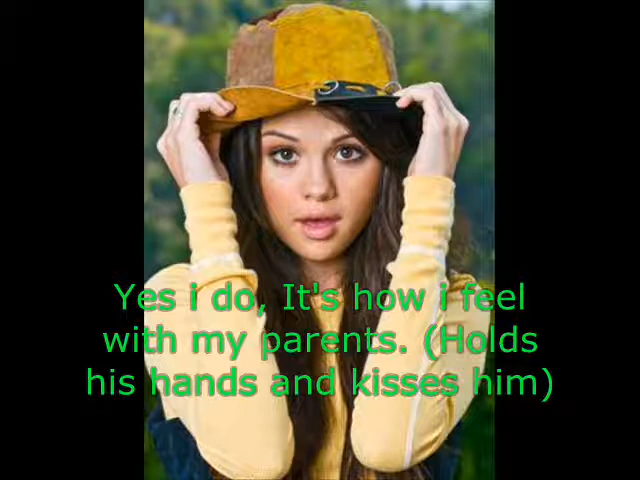 Yes i do, It's how i feel
with my parents. (Holds
his hands and kisses him)